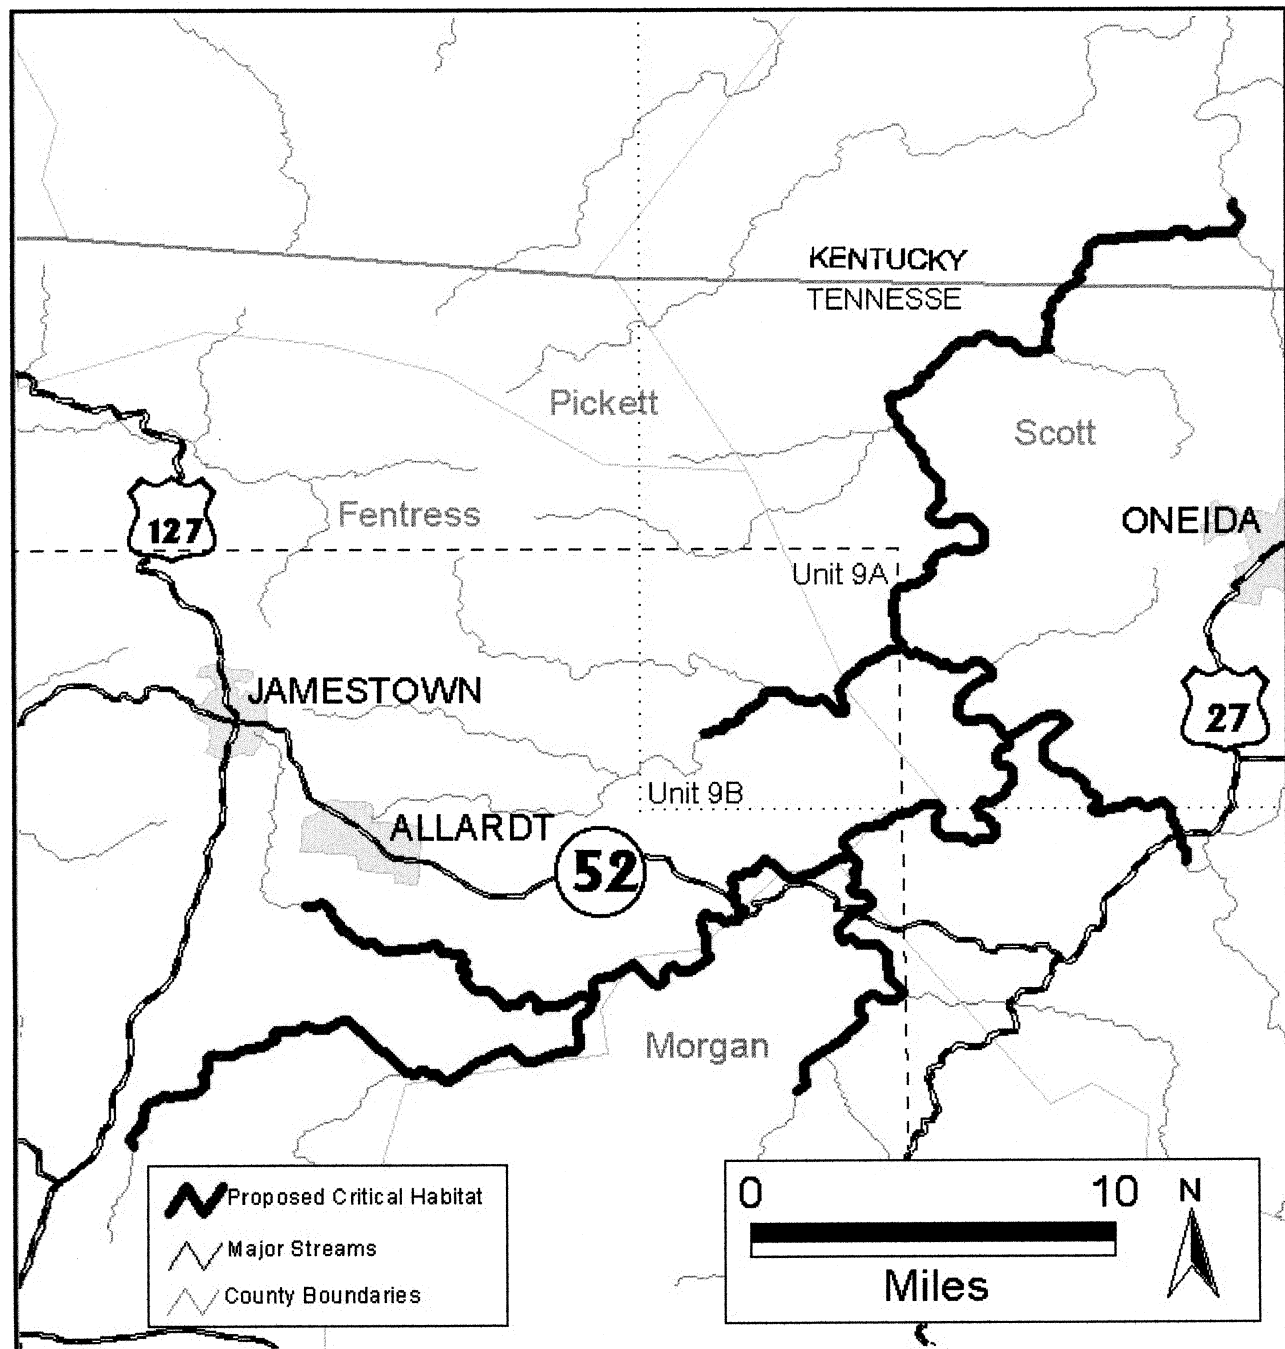 KENTUCKY
TENNESSE
Pickett
Scott
127
Fentress
ONEIDA
Unit 9A
JAMESTOWN
27
Unit 9B
ALLARDT
52
Morgan
Proposed Critical Habitat
Major Streams
County Boundaries
0 10 N
Miles